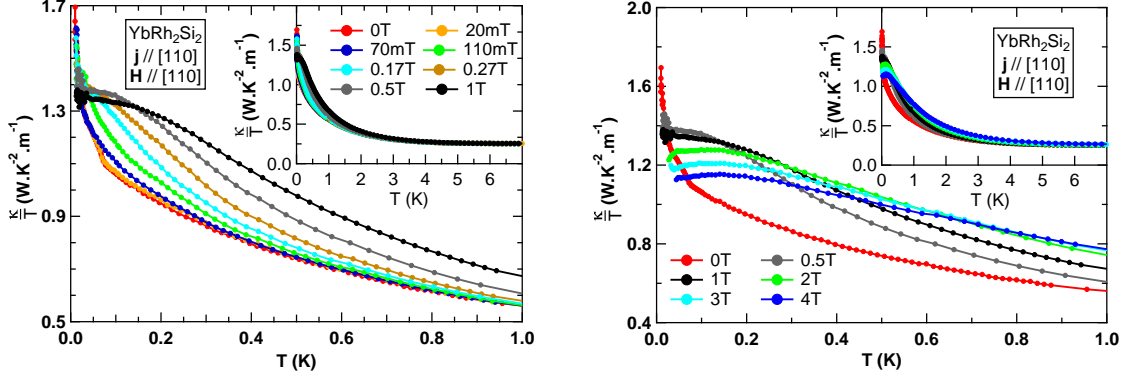 1.7
1.3
0.9
0.5
κ/T (W.K⁻².m⁻¹)
YbRh₂Si₂
j // [110]
H // [110]
1.5
1.0
0.5
0.0
κ/T (W.K⁻².m⁻¹)
0T 20mT
70mT 110mT
0.17T 0.27T
0.5T 1T
0 1 2 3 4 5 6
T (K)
0.0 0.2 0.4 0.6 0.8 1.0
T (K)
2.0
1.6
1.2
0.8
0.4
0.0
κ/T (W.K⁻².m⁻¹)
YbRh₂Si₂
j // [110]
H // [110]
1.5
1.0
0.5
0.0
κ/T (W.K⁻².m⁻¹)
0 1 2 3 4 5 6
T (K)
0T 0.5T
1T 2T
3T 4T
0.0 0.2 0.4 0.6 0.8 1.0
T (K)